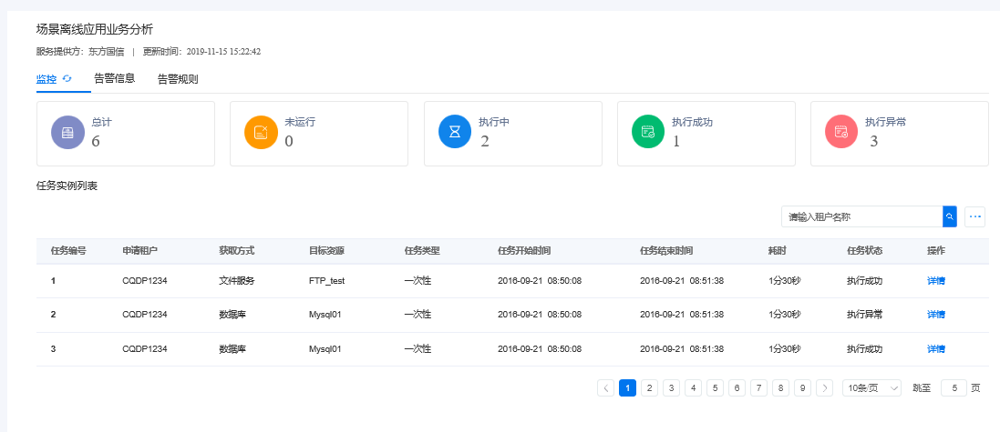 场景离线应用业务分析
服务提供方：东方国信 | 更新时间：2019-11-15 15:22:42
监控 告警信息 告警规则
总计 未运行 执行中 执行成功 执行异常
6 0 2 1 3
任务实例列表
请输入租户名称 ···
任务编号 申请租户 获取方式 目标资源 任务类型 任务开始时间 任务结束时间 耗时 任务状态 操作
1 CQDP1234 文件服务 FTP_test 一次性 2016-09-21 08:50:08 2016-09-21 08:51:38 1分30秒 执行成功 详情
2 CQDP1234 数据库 Mysql01 一次性 2016-09-21 08:50:08 2016-09-21 08:51:38 1分30秒 执行异常 详情
3 CQDP1234 数据库 Mysql01 一次性 2016-09-21 08:50:08 2016-09-21 08:51:38 1分30秒 执行成功 详情
1 2 3 4 5 6 7 8 9 10条/页 跳至 5 页